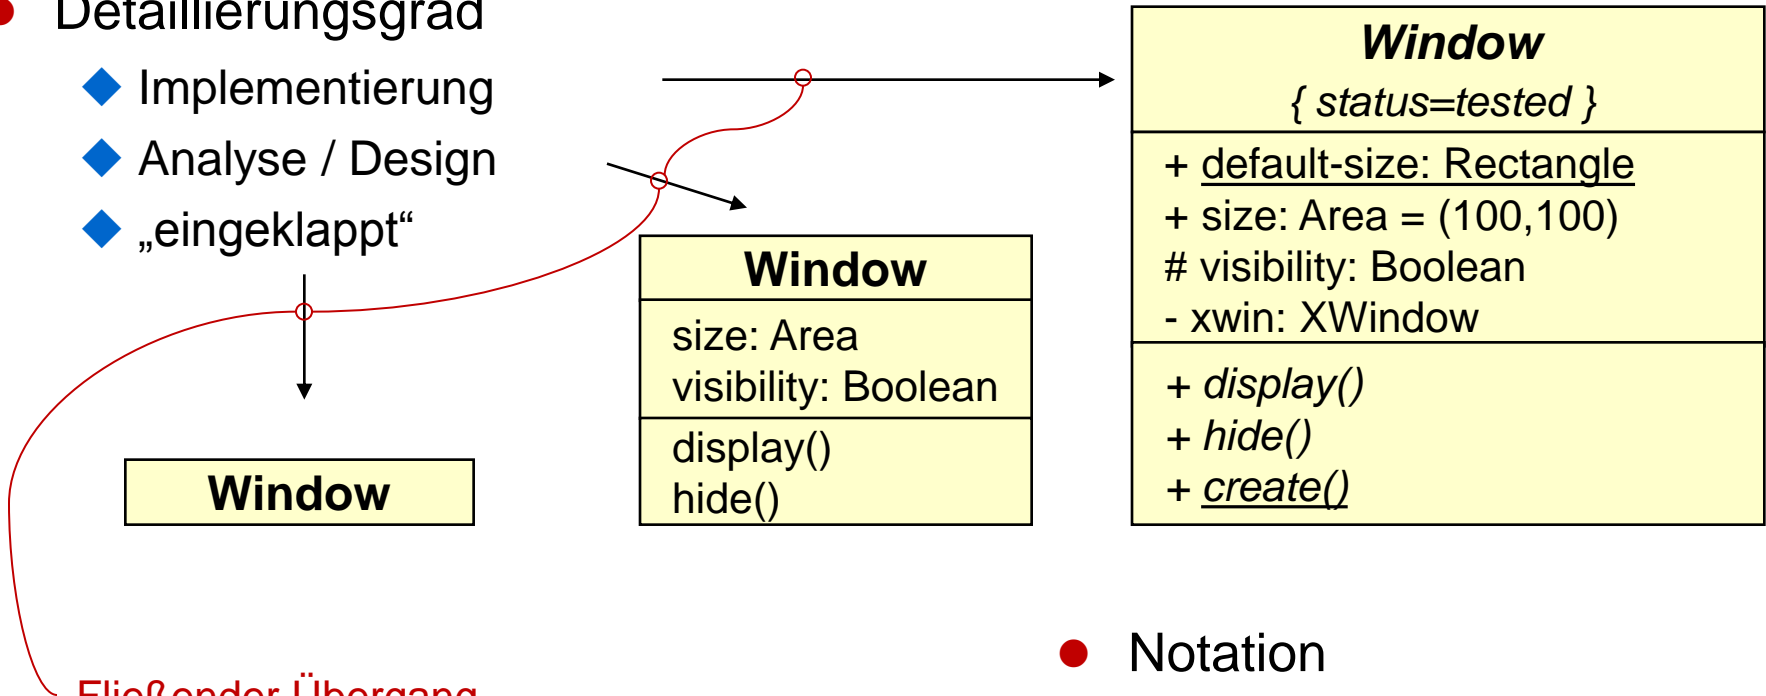 Detaillierungsgrad
Implementierung
Analyse / Design
„eingeklappt“
Window
Window
size: Area
visibility: Boolean
display()
hide()
Window
{ status=tested }
+ default-size: Rectangle
+ size: Area = (100,100)
# visibility: Boolean
- xwin: XWindow
+ display()
+ hide()
+ create()
Notation
Fließender Übergang